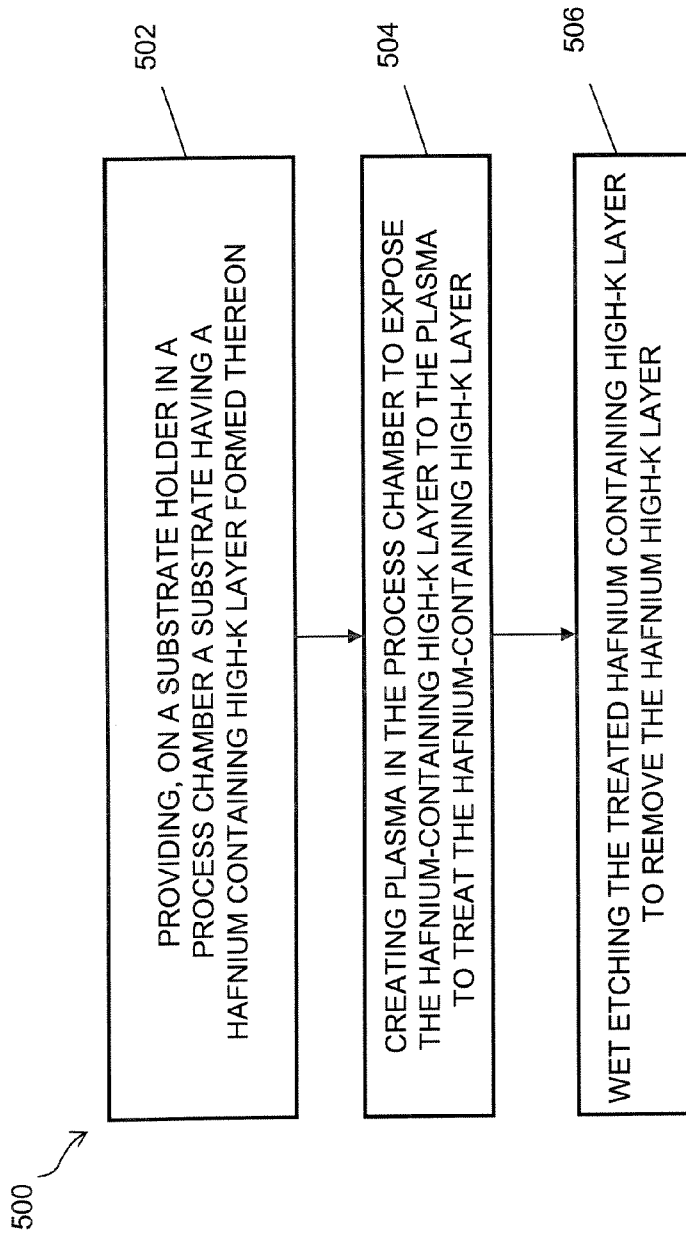 500
PROVIDING, ON A SUBSTRATE HOLDER IN A
PROCESS CHAMBER A SUBSTRATE HAVING A
HAFNIUM CONTAINING HIGH-K LAYER FORMED THEREON
502
CREATING PLASMA IN THE PROCESS CHAMBER TO EXPOSE
THE HAFNIUM-CONTAINING HIGH-K LAYER TO THE PLASMA
TO TREAT THE HAFNIUM-CONTAINING HIGH-K LAYER
504
WET ETCHING THE TREATED HAFNIUM CONTAINING HIGH-K LAYER
TO REMOVE THE HAFNIUM HIGH-K LAYER
506